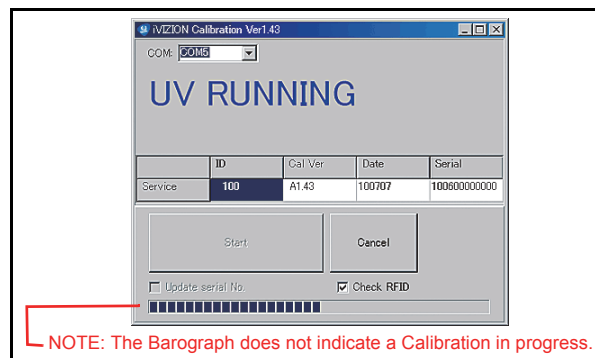 iVIZION Calibration Ver1.43
COM: COM5
UV RUNNING
ID Cal Ver Date Serial
Service 100 A1.43 100707 100600000000
Start Cancel
Update serial No. Check RFID
NOTE: The Barograph does not indicate a Calibration in progress.